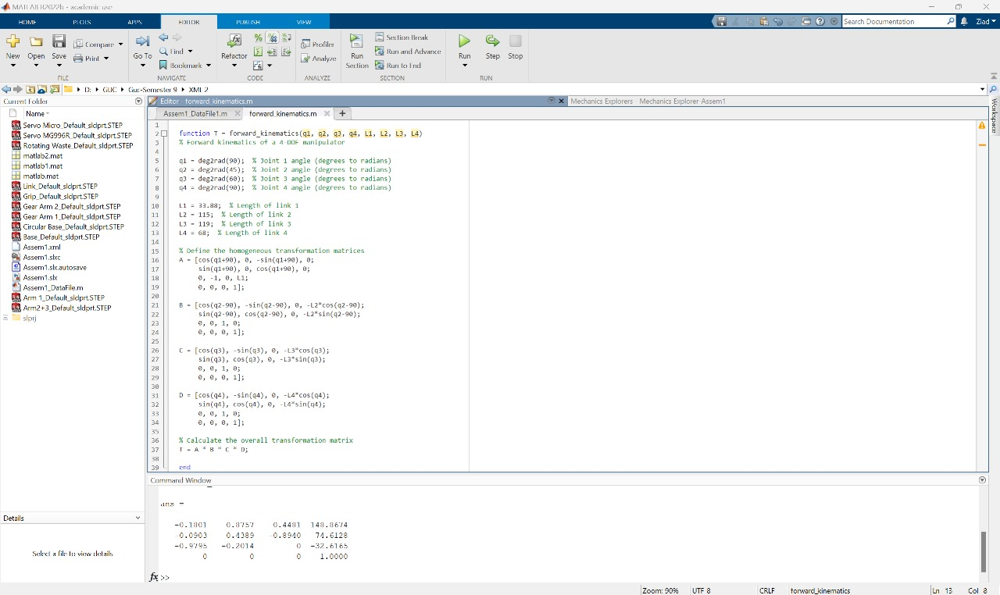 MATLAB R2022b - academic use
HOME PLOTS APPS EDITOR PUBLISH VIEW Search Documentation Ziad
New Open Save Compare Print Go To Find Bookmark Refactor Profiler Analyze Run Section Section Break Run and Advance Run to End Run Step Stop
FILE NAVIGATE CODE ANALYZE SECTION RUN
D: GUC Guc-Semester 9 XML 2
Current Folder
Name
Servo Micro_Default_sldprt.STEP
Servo MG996R_Default_sldprt.STEP
Rotating Waste_Default_sldprt.STEP
matlab2.mat
matlab1.mat
matlab.mat
Link_Default_sldprt.STEP
Grip_Default_sldprt.STEP
Gear Arm 2_Default_sldprt.STEP
Gear Arm 1_Default_sldprt.STEP
Circular Base_Default_sldprt.STEP
Base_Default_sldprt.STEP
Assem1.xml
Assem1.slxc
Assem1.slx.autosave
Assem1.slx
Assem1_DataFile.m
Arm 1_Default_sldprt.STEP
Arm2+3_Default_sldprt.STEP
slprj
Details
Select a file to view details
Editor - forward_kinematics.m Mechanics Explorers - Mechanics Explorer-Assem1
Workspace
Assem1_DataFile1.m forward_kinematics.m +
1
2 function T = forward_kinematics(q1, q2, q3, q4, L1, L2, L3, L4)
3 % Forward kinematics of a 4-DOF manipulator
4
5 q1 = deg2rad(90); % Joint 1 angle (degrees to radians)
6 q2 = deg2rad(45); % Joint 2 angle (degrees to radians)
7 q3 = deg2rad(60); % Joint 3 angle (degrees to radians)
8 q4 = deg2rad(90); % Joint 4 angle (degrees to radians)
9
10 L1 = 33.88; % Length of link 1
11 L2 = 115; % Length of link 2
12 L3 = 119; % Length of link 3
13 L4 = 68; % Length of link 4
14
15 % Define the homogeneous transformation matrices
16 A = [cos(q1+90), 0, -sin(q1+90), 0;
17 sin(q1+90), 0, cos(q1+90), 0;
18 0, -1, 0, L1;
19 0, 0, 0, 1];
20
21 B = [cos(q2-90), -sin(q2-90), 0, -L2*cos(q2-90);
22 sin(q2-90), cos(q2-90), 0, -L2*sin(q2-90);
23 0, 0, 1, 0;
24 0, 0, 0, 1];
25
26 C = [cos(q3), -sin(q3), 0, -L3*cos(q3);
27 sin(q3), cos(q3), 0, -L3*sin(q3);
28 0, 0, 1, 0;
29 0, 0, 0, 1];
30
31 D = [cos(q4), -sin(q4), 0, -L4*cos(q4);
32 sin(q4), cos(q4), 0, -L4*sin(q4);
33 0, 0, 1, 0;
34 0, 0, 0, 1];
35
36 % Calculate the overall transformation matrix
37 T = A * B * C * D;
38
39 end
Command Window
ans =
-0.1801 0.8757 0.4481 148.8674
-0.0903 0.4389 -0.8940 74.6128
-0.9795 -0.2014 0 -32.6165
0 0 0 1.0000
fx >>
Zoom: 90% UTF-8 CRLF forward_kinematics Ln 13 Col 8